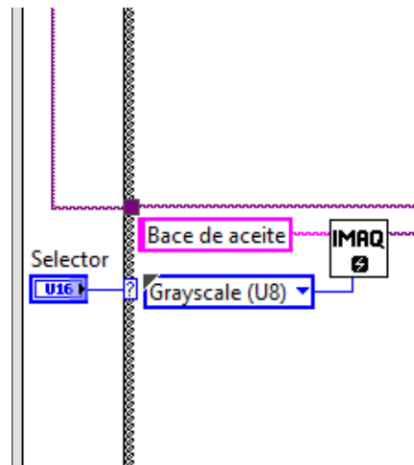 Bace de aceite
IMAQ
Selector
U16
?
Grayscale (U8)